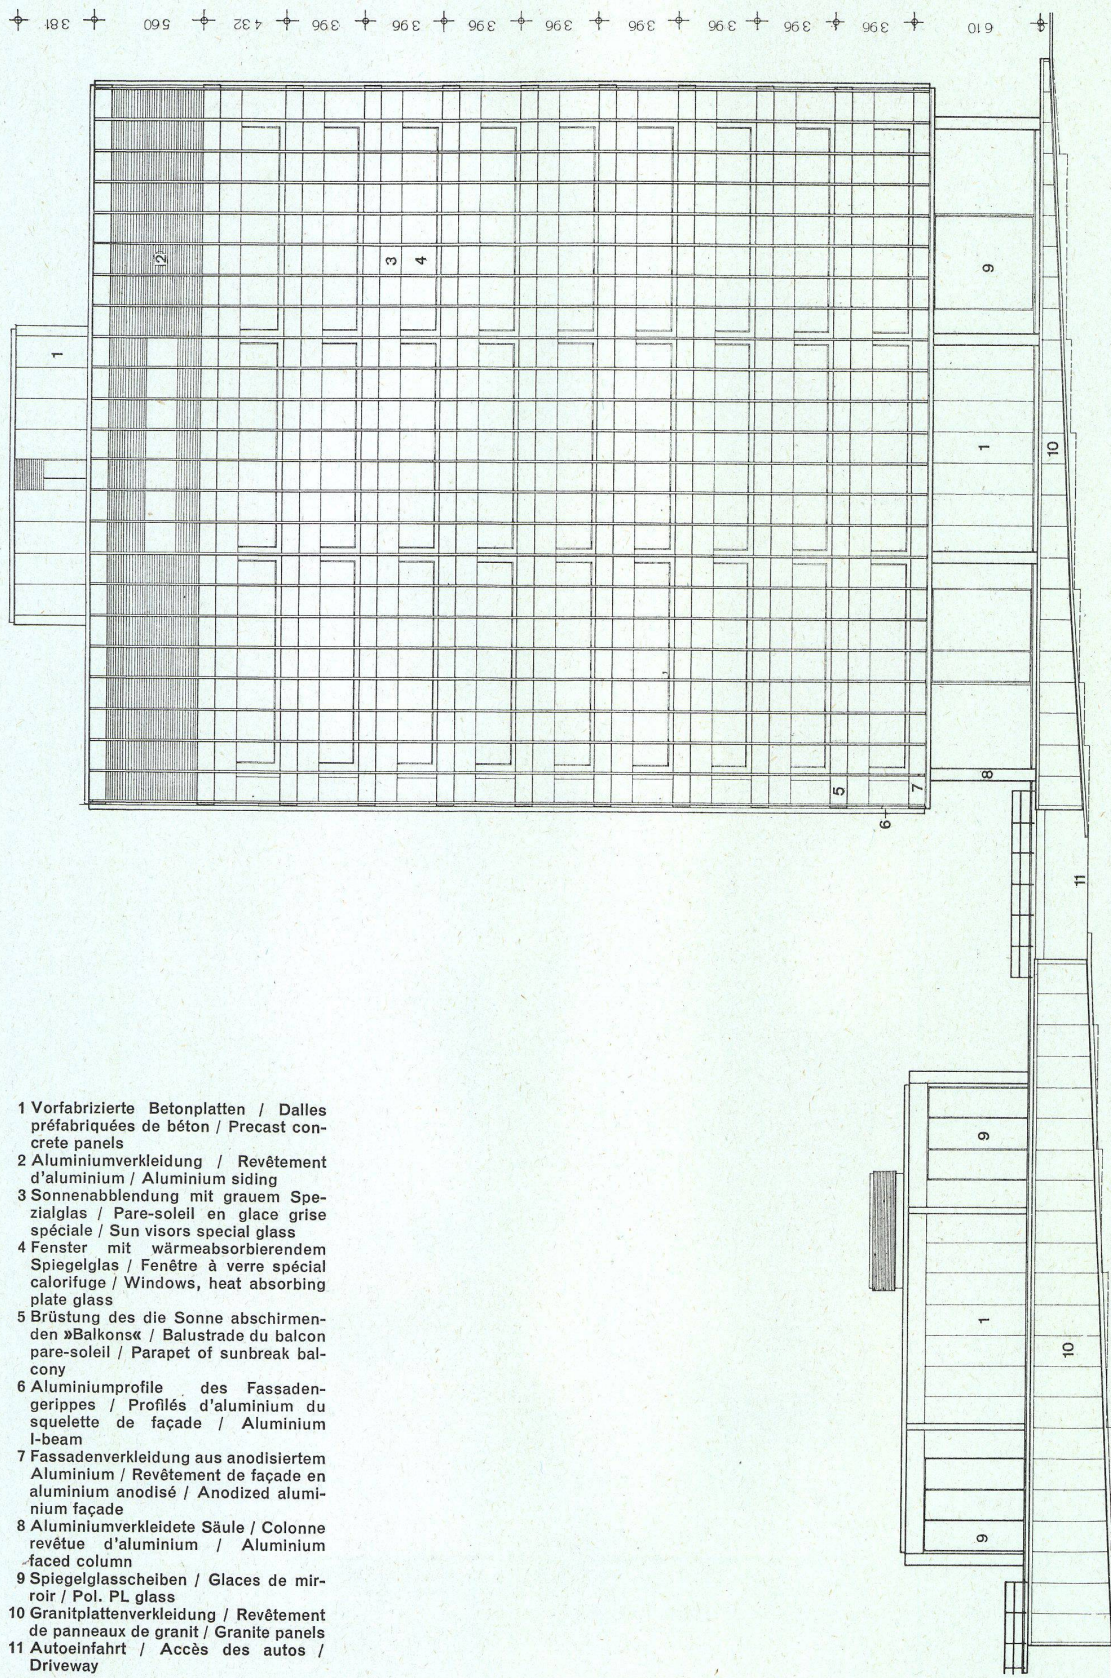 381 560 432 396 396 396 396 396 396 396 396 610
2
3 4
1
9
1
10
8
5
7
6
11
9
1
10
9
1 Vorfabrizierte Betonplatten / Dalles
préfabriquées de béton / Precast con-
crete panels
2 Aluminiumverkleidung / Revêtement
d'aluminium / Aluminium siding
3 Sonnenabblendung mit grauem Spe-
zialglas / Pare-soleil en glace grise
spéciale / Sun visors special glass
4 Fenster mit wärmeabsorbierendem
Spiegelglas / Fenêtre à verre spécial
calorifuge / Windows, heat absorbing
plate glass
5 Brüstung des die Sonne abschirmen-
den »Balkons« / Balustrade du balcon
pare-soleil / Parapet of sunbreak bal-
cony
6 Aluminiumprofile des Fassaden-
gerippes / Profilés d'aluminium du
squelette de façade / Aluminium
I-beam
7 Fassadenverkleidung aus anodisiertem
Aluminium / Revêtement de façade en
aluminium anodisé / Anodized alumi-
nium façade
8 Aluminiumverkleidete Säule / Colonne
revêtue d'aluminium / Aluminium
faced column
9 Spiegelglasscheiben / Glaces de mir-
roir / Pol. PL glass
10 Granitplattenverkleidung / Revêtement
de panneaux de granit / Granite panels
11 Autoeinfahrt / Accès des autos /
Driveway